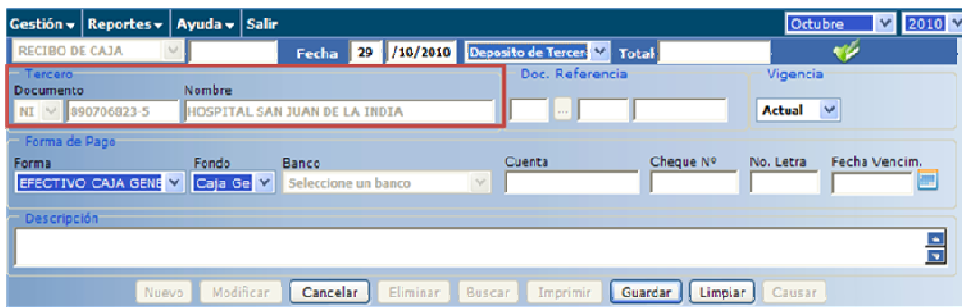 Gestión Reportes Ayuda Salir Octubre 2010
RECIBO DE CAJA Fecha 29 /10/2010 Deposito de Tercer Total
Tercero Doc. Referencia Vigencia
Documento Nombre
NI 890706823-5 HOSPITAL SAN JUAN DE LA INDIA ... Actual
Forma de Pago
Forma Fondo Banco Cuenta Cheque Nº No. Letra Fecha Vencim.
EFECTIVO CAJA GENE Caja Ge Seleccione un banco
Descripción
Nuevo Modificar Cancelar Eliminar Buscar Imprimir Guardar Limpiar Causar